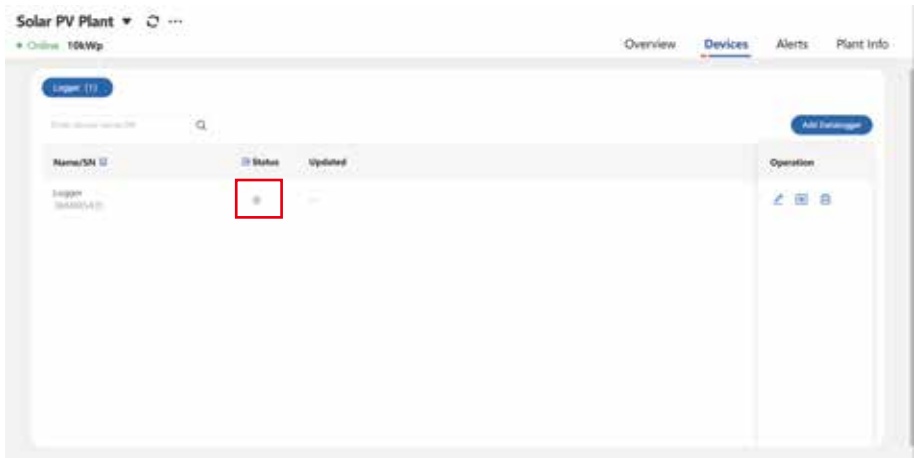 Solar PV Plant ▼ ...
Online 10kWp
Overview Devices Alerts Plant Info
Logger (1)
Add Datalogger
Name/SN Status Updated Operation
Logger